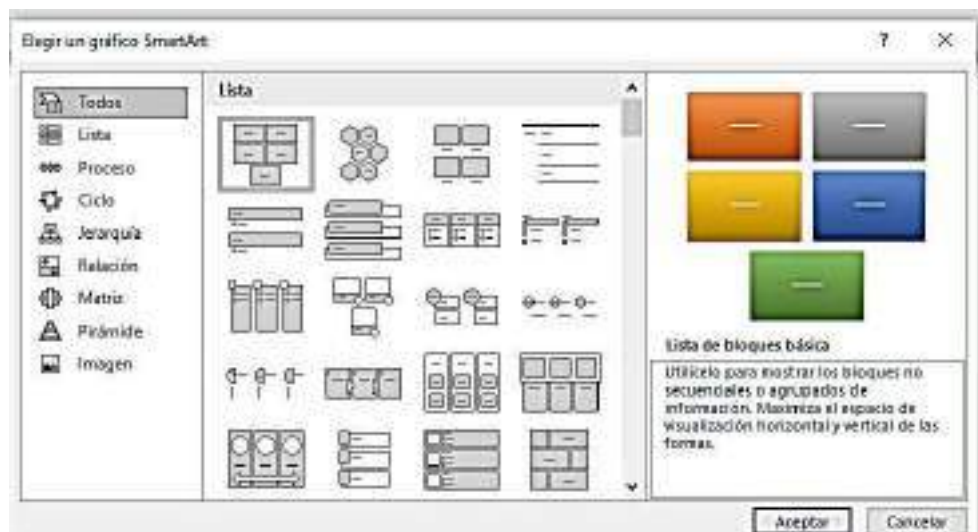 Elegir un gráfico SmartArt
?
Todos
Lista
Proceso
Ciclo
Jerarquía
Relación
Matriz
Pirámide
Imagen
Lista
Lista de bloques básica
Utilícelo para mostrar los bloques no
secuenciales o agrupados de
información. Maximiza el espacio de
visualización horizontal y vertical de las
formas.
Aceptar
Cancelar